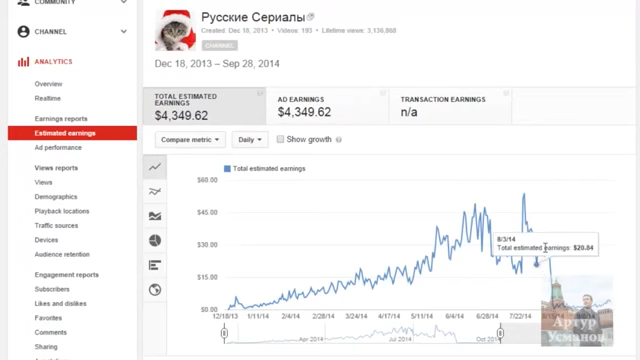 COMMUNITY
CHANNEL
ANALYTICS
Overview
Realtime
Earnings reports
Estimated earnings
Ad performance
Views reports
Views
Demographics
Playback locations
Traffic sources
Devices
Audience retention
Engagement reports
Subscribers
Likes and dislikes
Favorites
Comments
Sharing
Русские Сериалы
Created: Dec 18, 2013 • Videos: 193 • Lifetime views: 3,136,868
CHANNEL
Dec 18, 2013 – Sep 28, 2014
TOTAL ESTIMATED EARNINGS
$4,349.62
AD EARNINGS
$4,349.62
TRANSACTION EARNINGS
n/a
Compare metric
Daily
Show growth
Total estimated earnings
$60.00
$45.00
$30.00
$15.00
$0.00
8/3/14
Total estimated earnings: $20.84
12/18/13 1/11/14 2/4/14 2/28/14 3/24/14 4/17/14 5/11/14 6/4/14 6/28/14 7/22/14
Apr 2014 Jul 2014 Oct 2014
Артур
Усманов